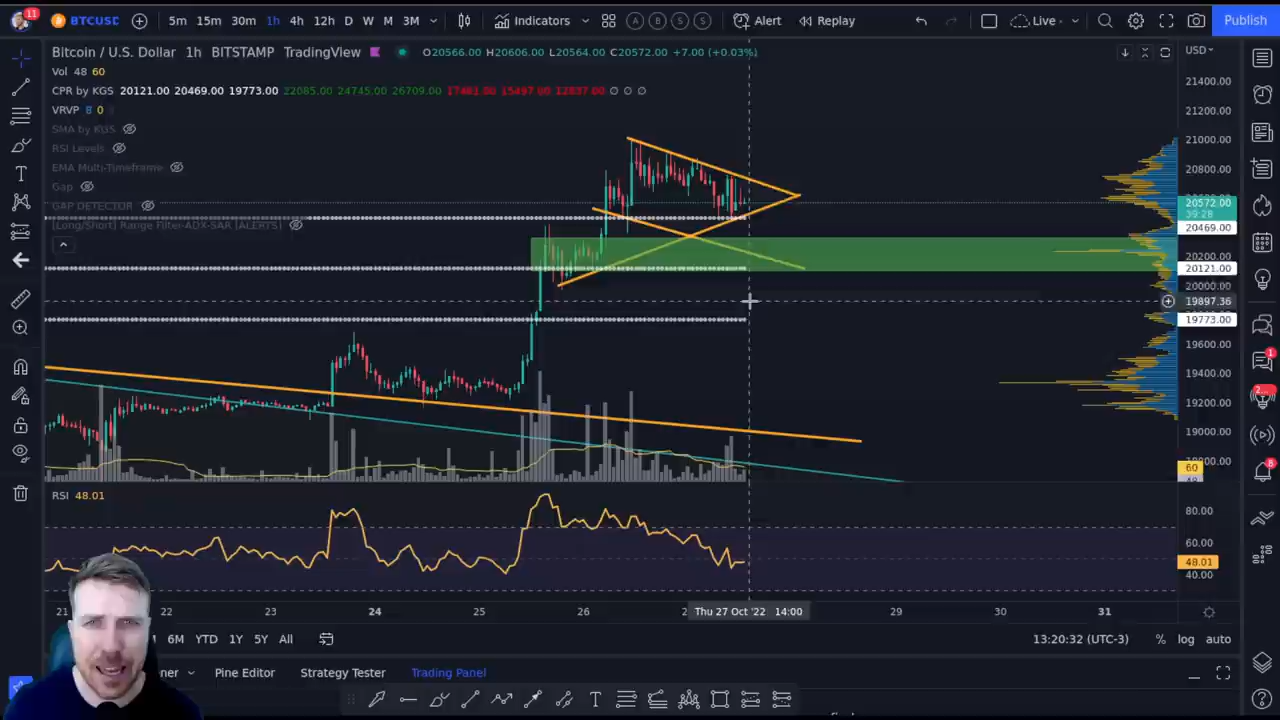 11 BTCUSD 5m 15m 30m 1h 4h 12h D W M 3M Indicators A B S S Alert Replay Live Publish
Bitcoin / U.S. Dollar 1h BITSTAMP TradingView O20566.00 H20606.00 L20564.00 C20572.00 +7.00 (+0.03%)
USD
Vol 48 60
CPR by KGS 20121.00 20469.00 19773.00 22085.00 24745.00 26709.00 17461.00 15497.00 12837.00 ∅ ∅ ∅
VRVP 8 0
SMA by KGS
RSI Levels
EMA Multi-Timeframe
Gap
GAP DETECTOR
[Long/Short] Range Filter-ADX-SAR [ALERTS]
21400.00
21200.00
21000.00
20800.00
20572.00
39:28
20469.00
20200.00
20121.00
20000.00
19897.36
19773.00
19600.00
19400.00
19200.00
19000.00
60
RSI 48.01
80.00
60.00
48.01
40.00
21 22 23 24 25 26 Thu 27 Oct '22 14:00 29 30 31
6M YTD 1Y 5Y All 13:20:32 (UTC-3) % log auto
Pine Editor Strategy Tester Trading Panel
1
2...
8